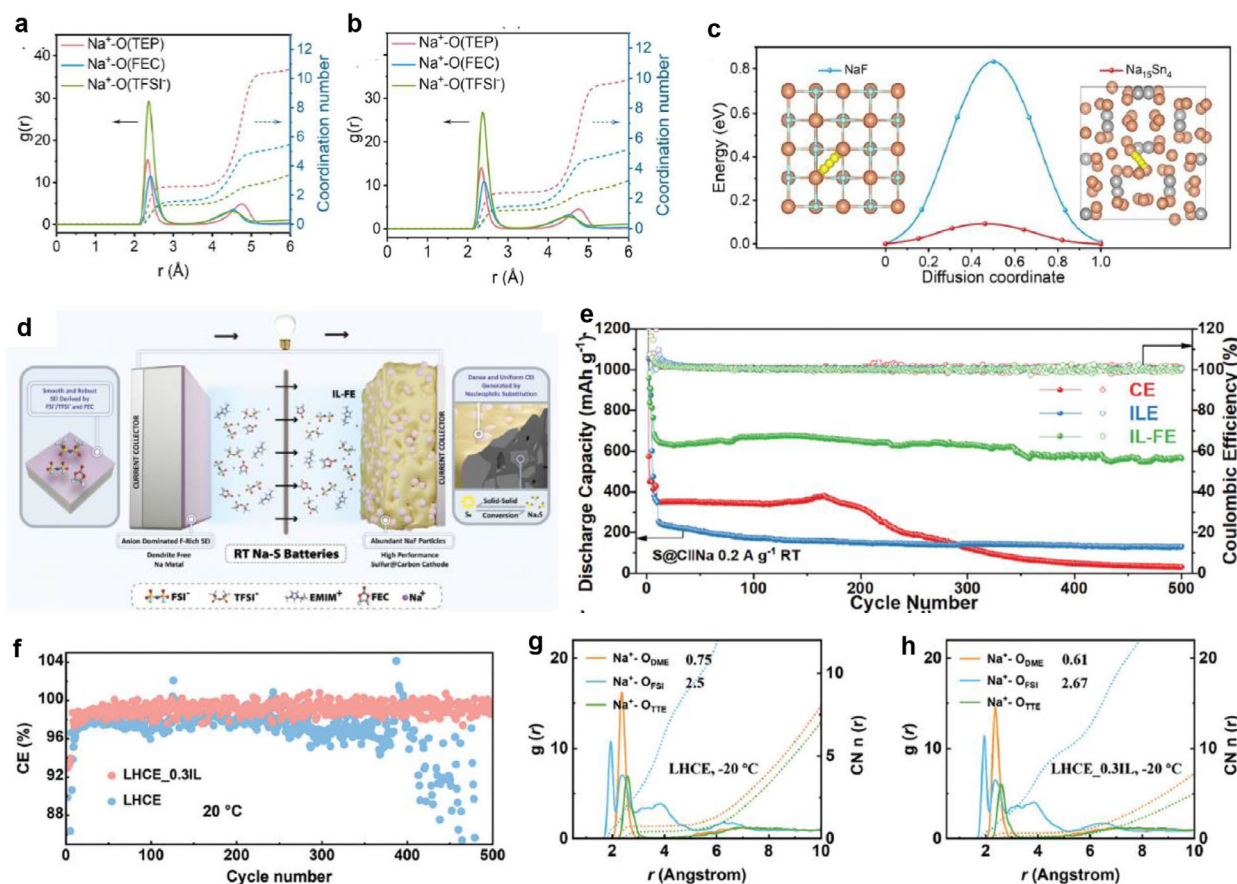 a
Na⁺-O(TEP)
Na⁺-O(FEC)
Na⁺-O(TFSI⁻)
g(r)
40
30
20
10
0
Coordination number
12
10
8
6
4
2
0
0 1 2 3 4 5 6
r (Å)
b
Na⁺-O(TEP)
Na⁺-O(FEC)
Na⁺-O(TFSI⁻)
g(r)
40
30
20
10
0
Coordination number
12
10
8
6
4
2
0
0 1 2 3 4 5 6
r (Å)
c
NaF
Na₁₅Sn₄
Energy (eV)
0.8
0.6
0.4
0.2
0.0
0 0.2 0.4 0.6 0.8 1.0
Diffusion coordinate
d
Smooth and Robust
SEI Derived by
FSI⁻/TFSI⁻ and FEC
CURRENT COLLECTOR
IL-FE
CURRENT COLLECTOR
Dense and Uniform CEI
Generated by
Nucleophilic Substitution
Solid-Solid
Conversion
Na₂S
Anion Dominated F-Rich SEI
Dendrite Free
Na Metal
RT Na-S Batteries
Abundant NaF Particles
High Performance
Sulfur@Carbon Cathode
FSI⁻ TFSI⁻ EMIM⁺ FEC Na⁺
e
Discharge Capacity (mAh g⁻¹)
1200
1000
800
600
400
200
0
CE
ILE
IL-FE
S@C||Na 0.2 A g⁻¹ RT
Coulombic Efficiency (%)
120
100
80
60
40
20
0
0 100 200 300 400 500
Cycle Number
f
CE (%)
104
100
96
92
88
LHCE_0.3IL
LHCE
20 °C
0 100 200 300 400 500
Cycle number
g
Na⁺- O_DME 0.75
Na⁺- O_FSI 2.5
Na⁺- O_TTE
LHCE, -20 °C
g (r)
20
15
10
5
0
CN n (r)
10
5
0
2 4 6 8 10
r (Angstrom)
h
Na⁺- O_DME 0.61
Na⁺- O_FSI 2.67
Na⁺- O_TTE
LHCE_0.3IL, -20 °C
g (r)
20
15
10
5
0
CN n (r)
20
15
10
5
0
2 4 6 8 10
r (Angstrom)